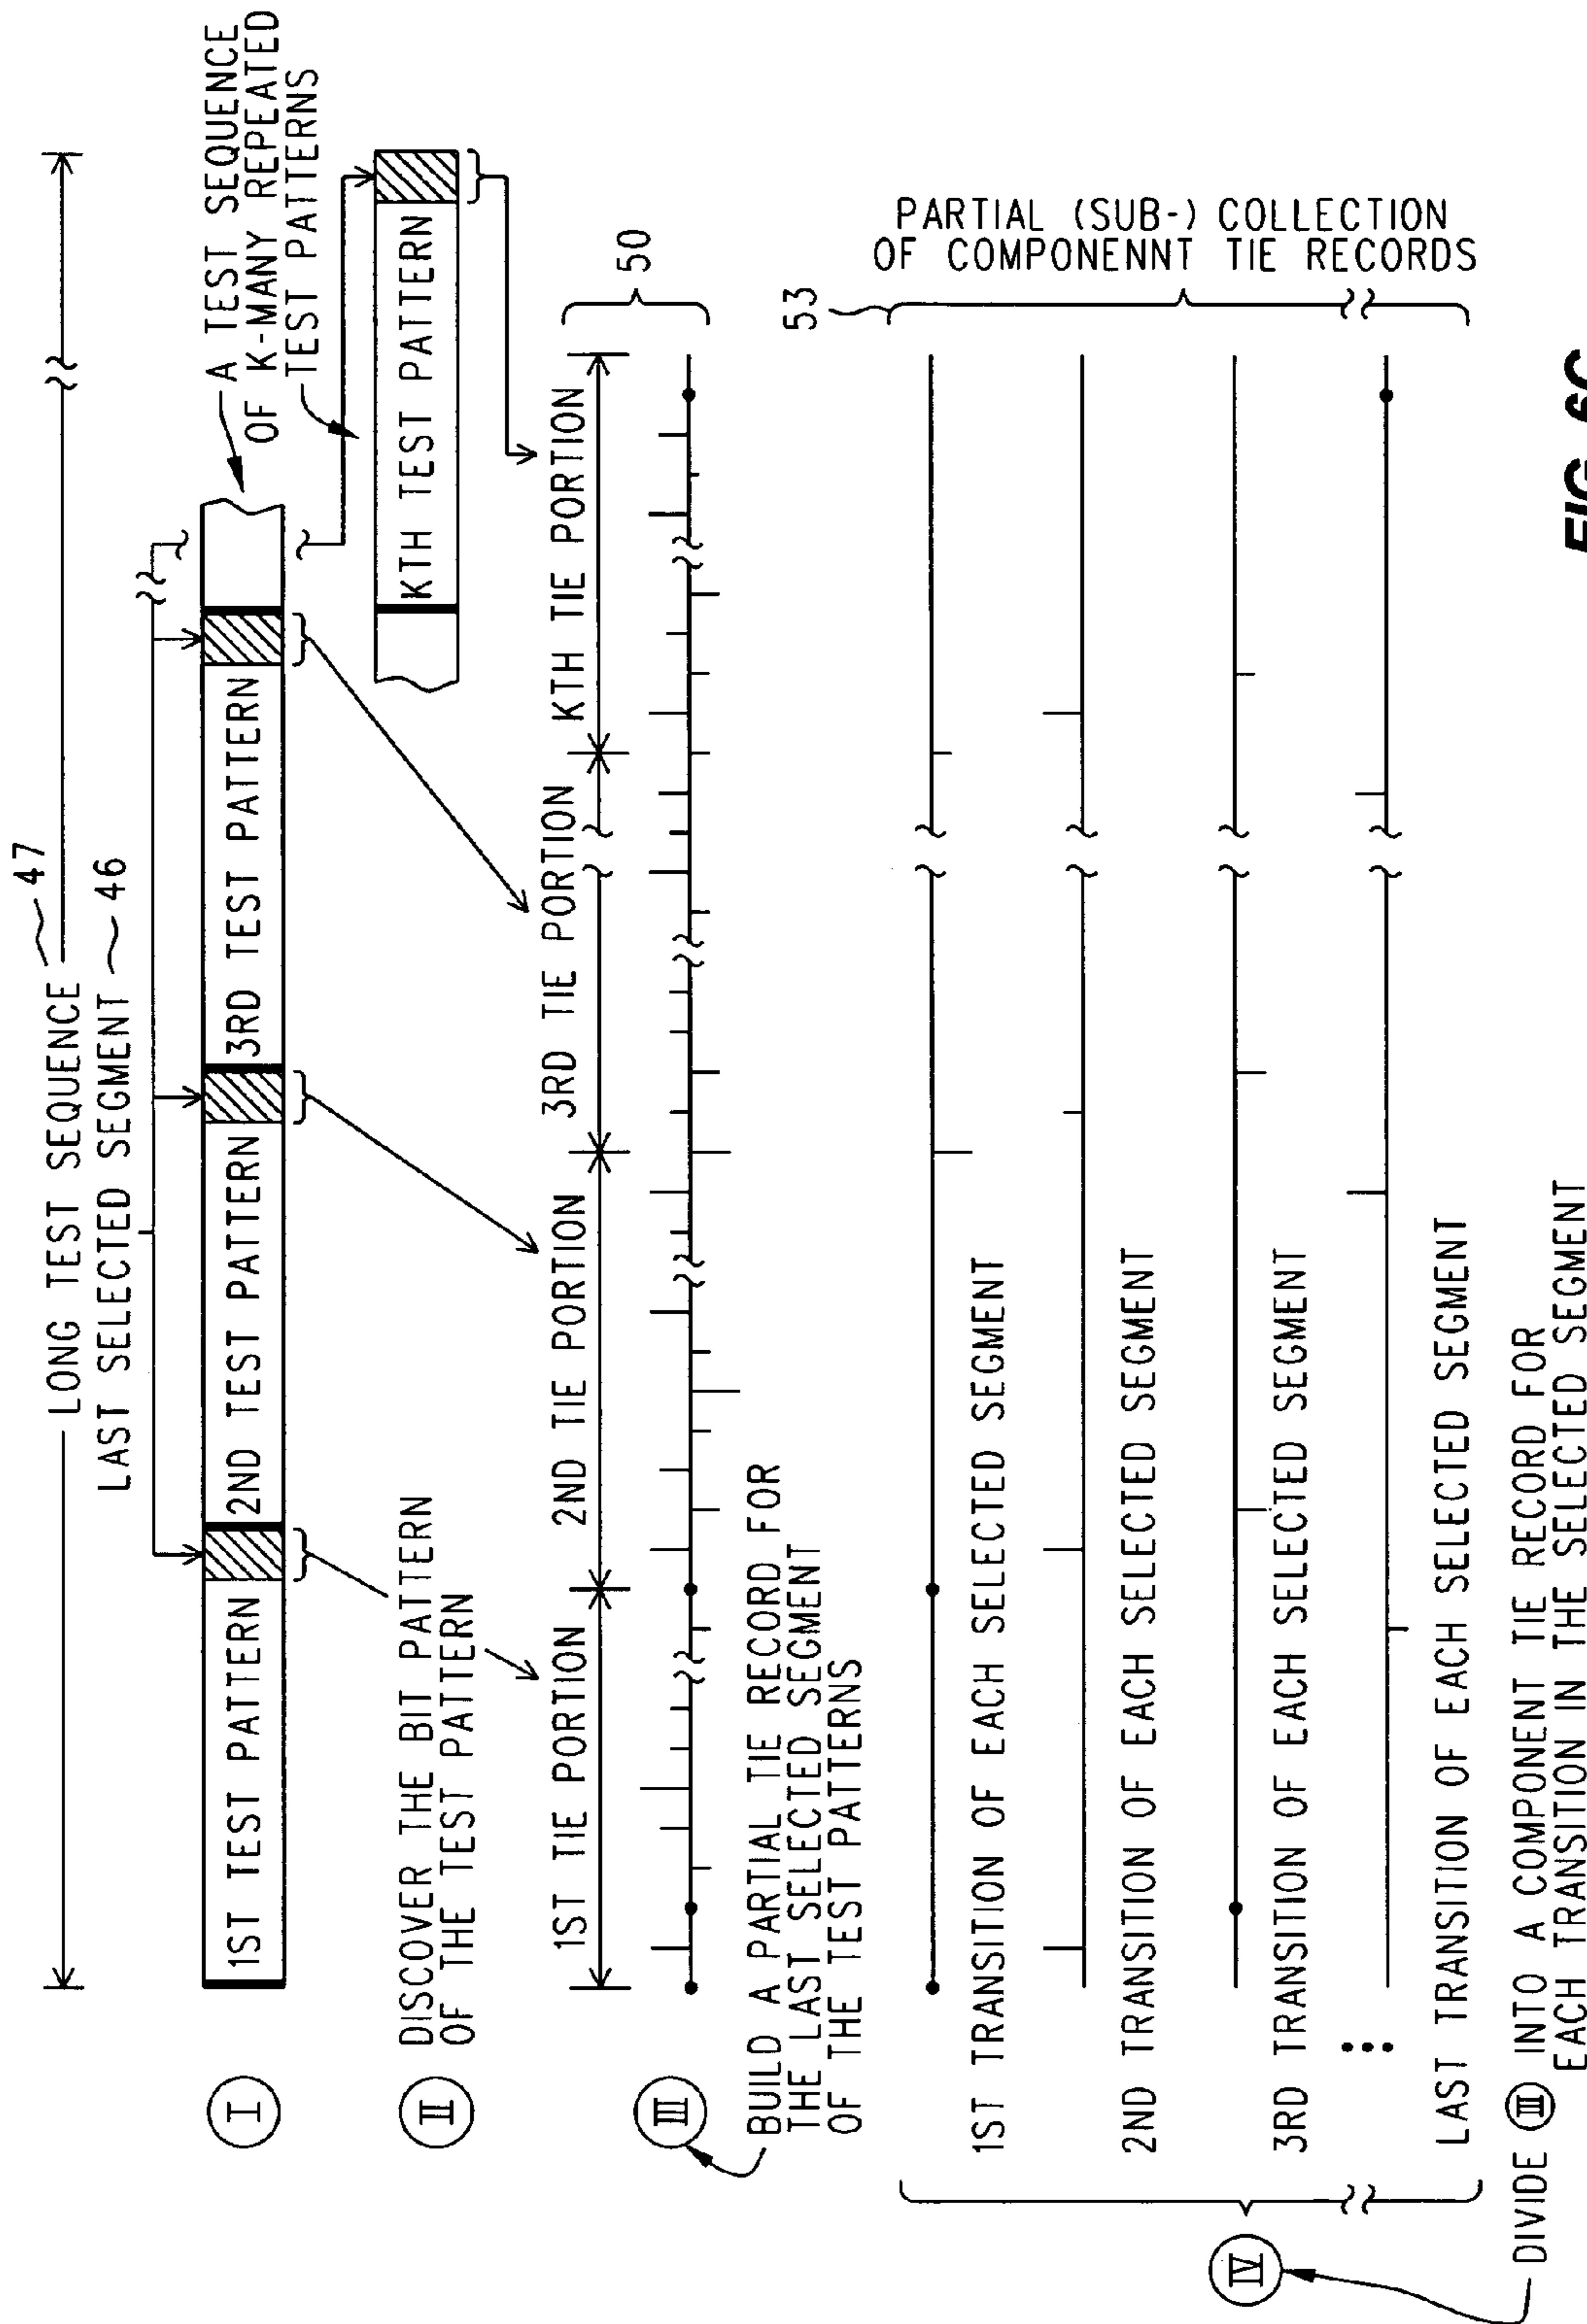 LONG TEST SEQUENCE 47
LAST SELECTED SEGMENT 46
I
1ST TEST PATTERN
2ND TEST PATTERN
3RD TEST PATTERN
A TEST SEQUENCE
OF K-MANY REPEATED
TEST PATTERNS
II
DISCOVER THE BIT PATTERN
OF THE TEST PATTERN
KTH TEST PATTERN
1ST TIE PORTION
2ND TIE PORTION
3RD TIE PORTION
KTH TIE PORTION
50
III
BUILD A PARTIAL TIE RECORD FOR
THE LAST SELECTED SEGMENT
OF THE TEST PATTERNS
53
PARTIAL (SUB-) COLLECTION
OF COMPONENNT TIE RECORDS
1ST TRANSITION OF EACH SELECTED SEGMENT
2ND TRANSITION OF EACH SELECTED SEGMENT
3RD TRANSITION OF EACH SELECTED SEGMENT
LAST TRANSITION OF EACH SELECTED SEGMENT
IV
DIVIDE III INTO A COMPONENT TIE RECORD FOR
EACH TRANSITION IN THE SELECTED SEGMENT
FIG. 6C